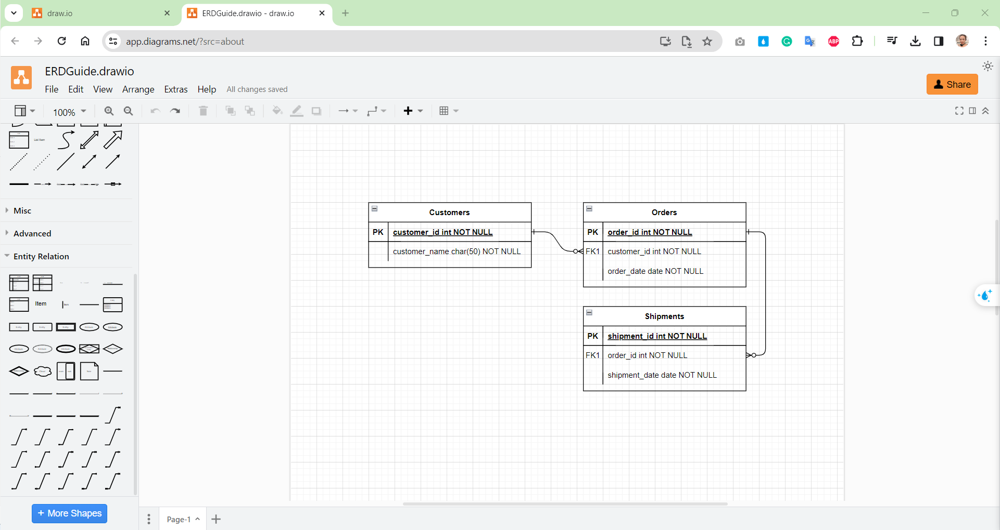 draw.io
ERDGuide.drawio - draw.io
app.diagrams.net/?src=about
ABP
ERDGuide.drawio
File Edit View Arrange Extras Help All changes saved
Share
100%
List Item
Misc
Advanced
Entity Relation
Item
+ More Shapes
Customers
PK customer_id int NOT NULL
customer_name char(50) NOT NULL
Orders
PK order_id int NOT NULL
FK1 customer_id int NOT NULL
order_date date NOT NULL
Shipments
PK shipment_id int NOT NULL
FK1 order_id int NOT NULL
shipment_date date NOT NULL
Page-1